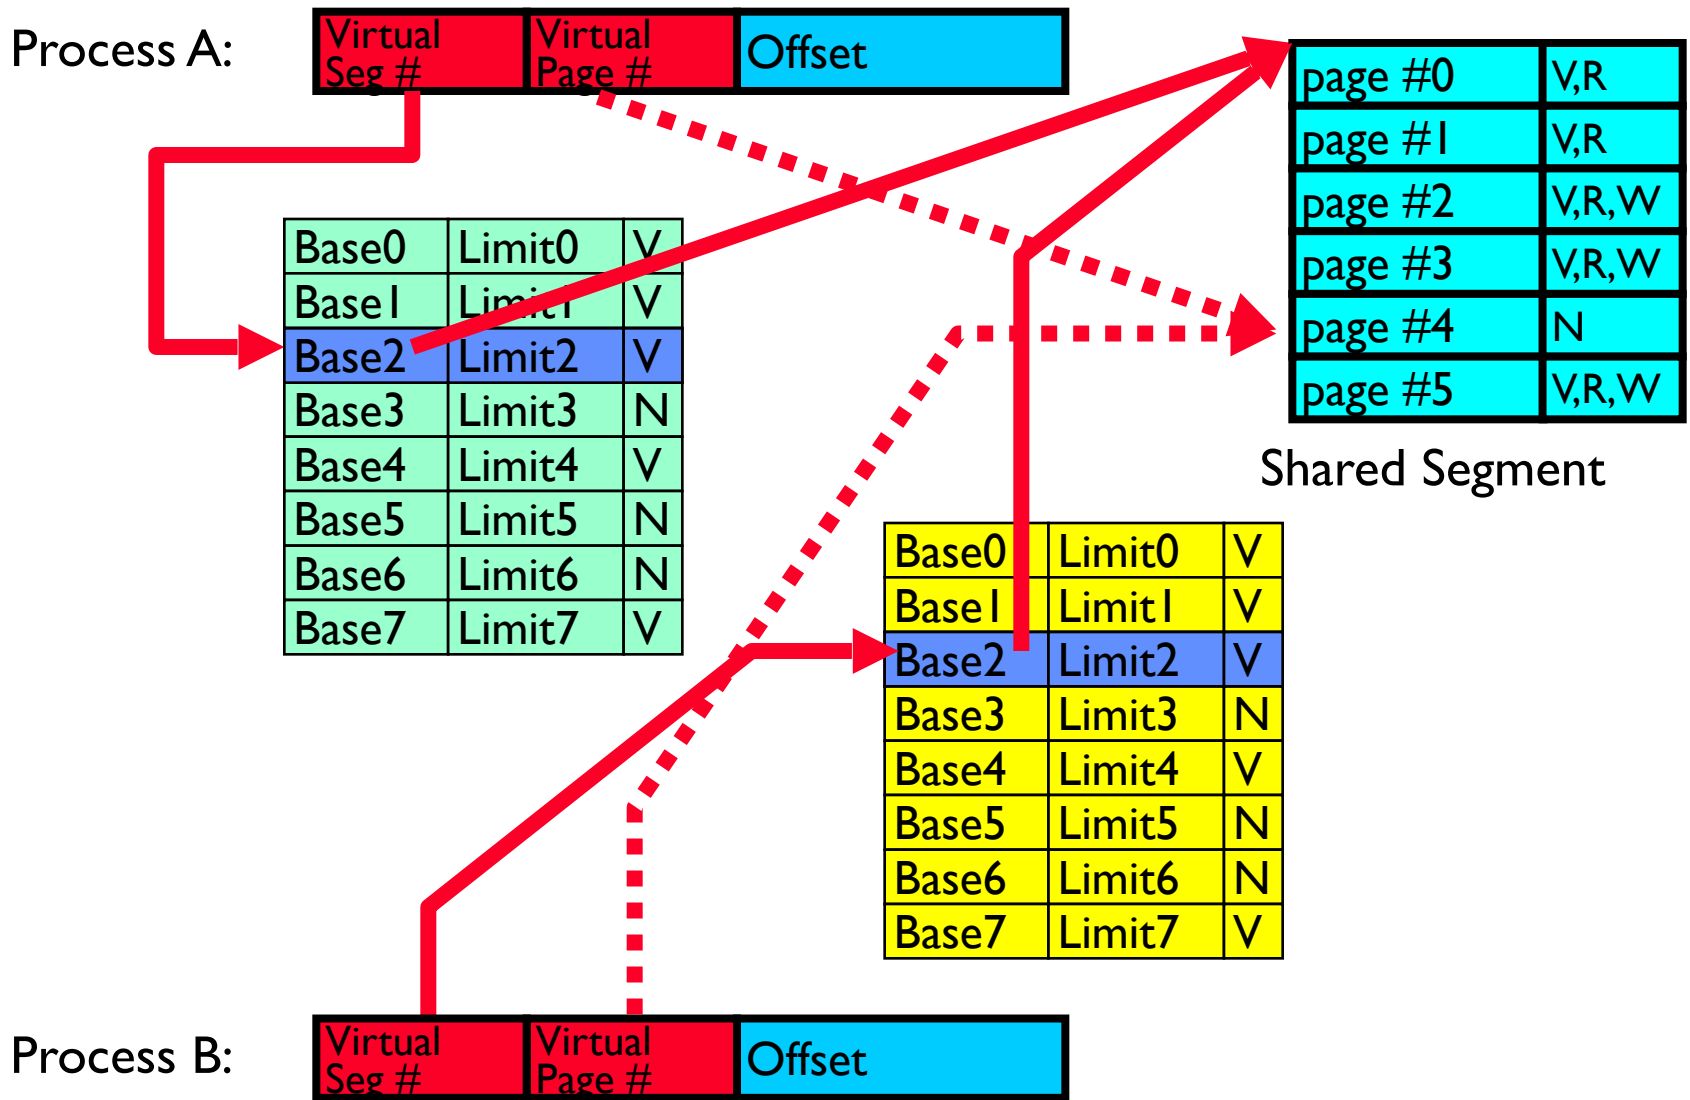 Process A:
Virtual
Seg #
Virtual
Page #
Offset
page #0 V,R
page #1 V,R
page #2 V,R,W
page #3 V,R,W
page #4 N
page #5 V,R,W
Shared Segment
Base0 Limit0 V
Base1 Limit1 V
Base2 Limit2 V
Base3 Limit3 N
Base4 Limit4 V
Base5 Limit5 N
Base6 Limit6 N
Base7 Limit7 V
Base0 Limit0 V
Base1 Limit1 V
Base2 Limit2 V
Base3 Limit3 N
Base4 Limit4 V
Base5 Limit5 N
Base6 Limit6 N
Base7 Limit7 V
Process B:
Virtual
Seg #
Virtual
Page #
Offset